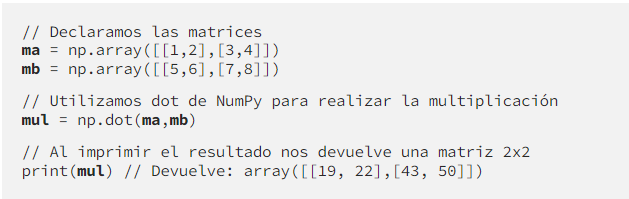 // Declaramos las matrices
ma = np.array([[1,2],[3,4]])
mb = np.array([[5,6],[7,8]])
// Utilizamos dot de NumPy para realizar la multiplicación
mul = np.dot(ma,mb)
// Al imprimir el resultado nos devuelve una matriz 2x2
print(mul) // Devuelve: array([[19, 22],[43, 50]])